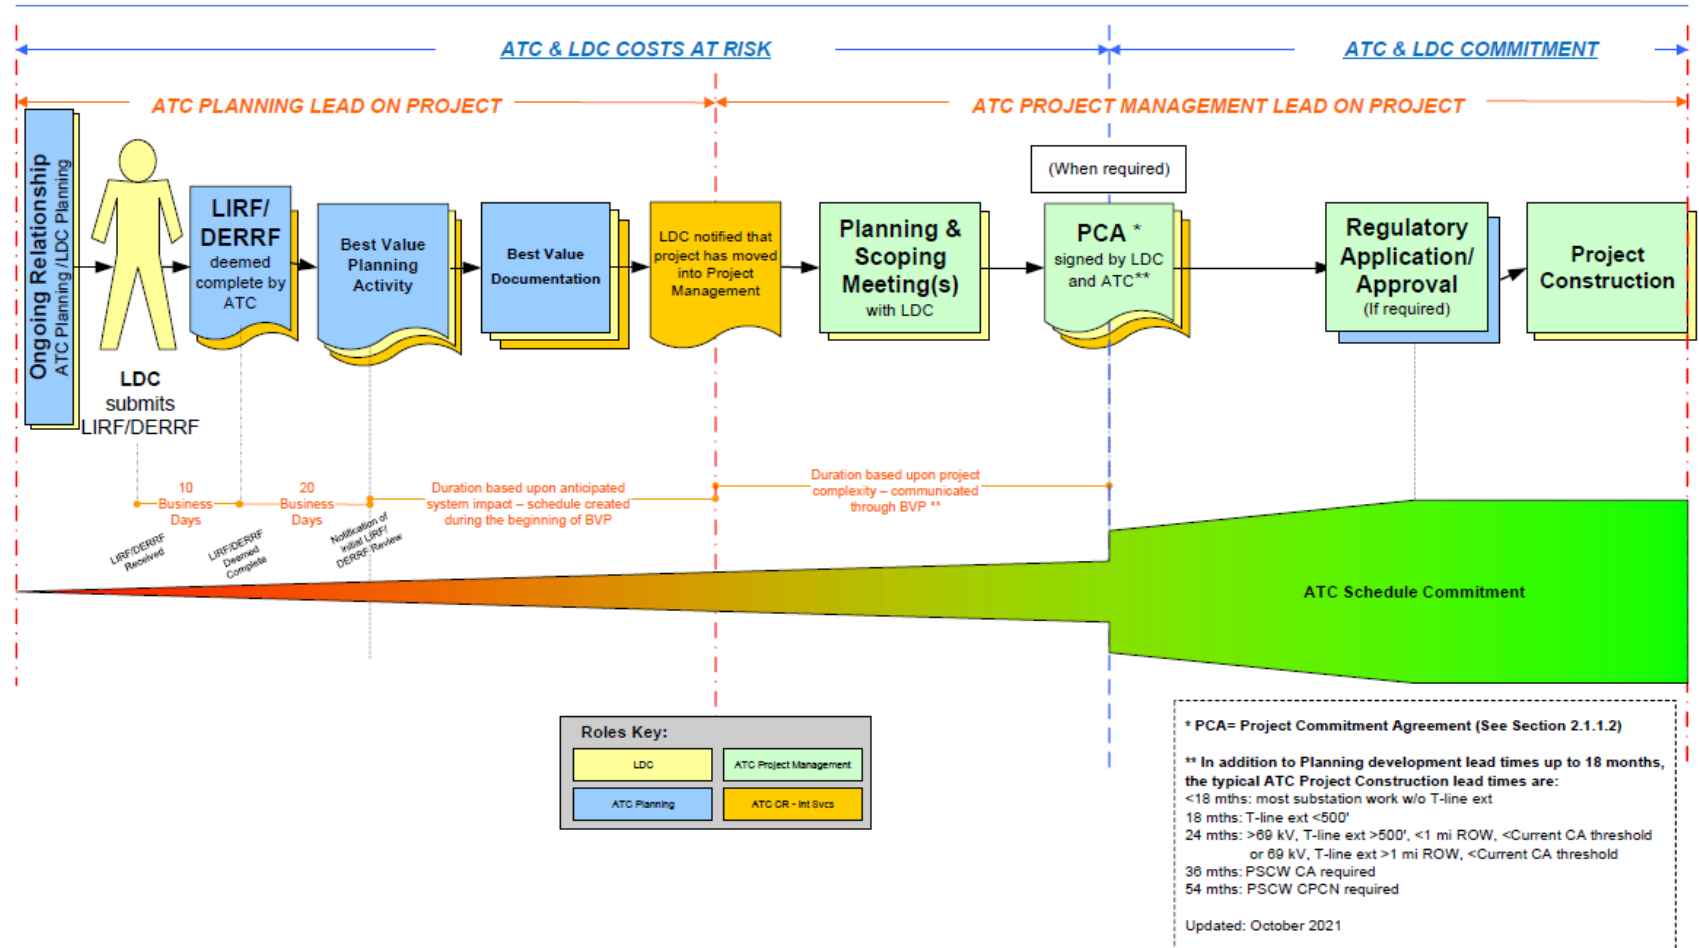 ATC & LDC COSTS AT RISK
ATC & LDC COMMITMENT
ATC PLANNING LEAD ON PROJECT
ATC PROJECT MANAGEMENT LEAD ON PROJECT
Ongoing Relationship
ATC Planning /LDC Planning
LDC
submits
LIRF/DERRF
LIRF/
DERRF
deemed
complete by
ATC
Best Value
Planning
Activity
Best Value
Documentation
LDC notified that
project has moved
into Project
Management
Planning &
Scoping
Meeting(s)
with LDC
(When required)
PCA *
signed by LDC
and ATC**
Regulatory
Application/
Approval
(If required)
Project
Construction
10
Business
Days
20
Business
Days
Duration based upon anticipated
system impact – schedule created
during the beginning of BVP
Duration based upon project
complexity – communicated
through BVP **
LIRF/DERRF
Received
LIRF/DERRF
Deemed
Complete
Notification of
Initial LIRF/
DERRF Review
ATC Schedule Commitment
Roles Key:
LDC
ATC Project Management
ATC Planning
ATC CR - Int Svcs
* PCA= Project Commitment Agreement (See Section 2.1.1.2)
** In addition to Planning development lead times up to 18 months,
the typical ATC Project Construction lead times are:
<18 mths: most substation work w/o T-line ext
18 mths: T-line ext <500'
24 mths: >69 kV, T-line ext >500', <1 mi ROW, <Current CA threshold
or 69 kV, T-line ext >1 mi ROW, <Current CA threshold
36 mths: PSCW CA required
54 mths: PSCW CPCN required
Updated: October 2021